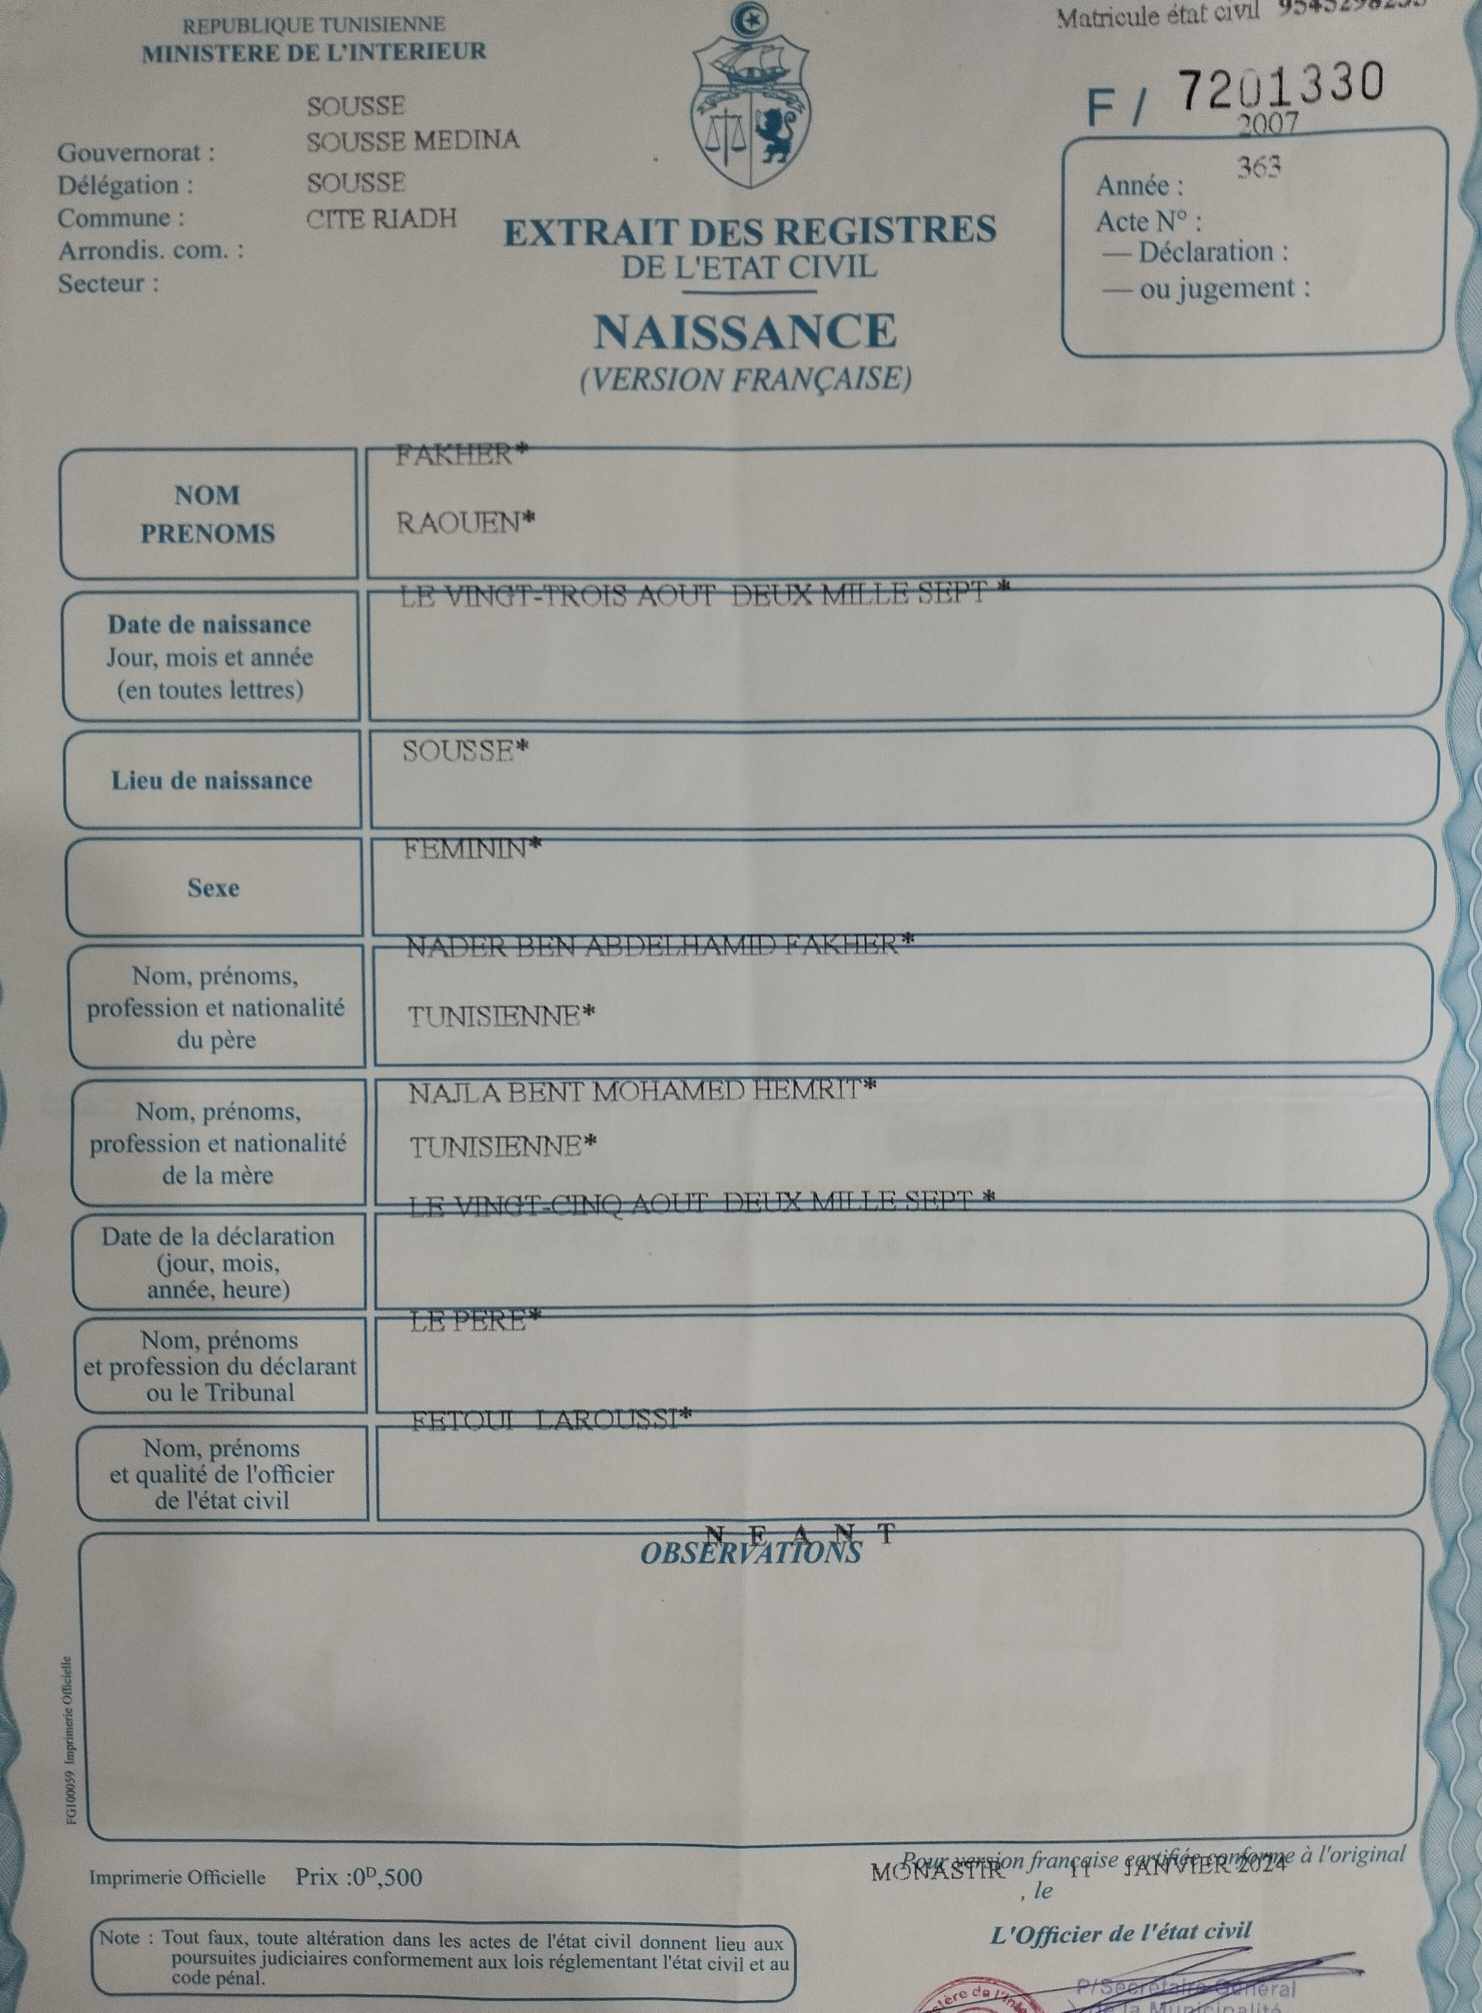 REPUBLIQUE TUNISIENNE
MINISTERE DE L'INTERIEUR
Matricule état civil
F / 7201330
SOUSSE
SOUSSE MEDINA
SOUSSE
CITE RIADH
Gouvernorat :
Délégation :
Commune :
Arrondis. com. :
Secteur :
2007
363
Année :
Acte N° :
— Déclaration :
— ou jugement :
EXTRAIT DES REGISTRES
DE L'ETAT CIVIL
NAISSANCE
(VERSION FRANÇAISE)
NOM
PRENOMS
FAKHER*
RAOUEN*
Date de naissance
Jour, mois et année
(en toutes lettres)
LE VINGT-TROIS AOUT DEUX MILLE SEPT *
Lieu de naissance
SOUSSE*
Sexe
FEMININ*
Nom, prénoms,
profession et nationalité
du père
NADER BEN ABDELHAMID FAKHER*
TUNISIENNE*
Nom, prénoms,
profession et nationalité
de la mère
NAJLA BENT MOHAMED HEMRIT*
TUNISIENNE*
Date de la déclaration
(jour, mois,
année, heure)
LE VINGT-CINQ AOUT DEUX MILLE SEPT *
Nom, prénoms
et profession du déclarant
ou le Tribunal
LE PERE*
Nom, prénoms
et qualité de l'officier
de l'état civil
FETOUI LAROUSSI*
N E A N T
OBSERVATIONS
FG100059 Imprimerie Officielle
Imprimerie Officielle Prix :0ᴰ,500
Pour version française certifiée conforme à l'original
MONASTIR 11 JANVIER 2024
, le
L'Officier de l'état civil
Note : Tout faux, toute altération dans les actes de l'état civil donnent lieu aux
poursuites judiciaires conformement aux lois réglementant l'état civil et au
code pénal.
P/Secrétaire Général
de la Municipalité